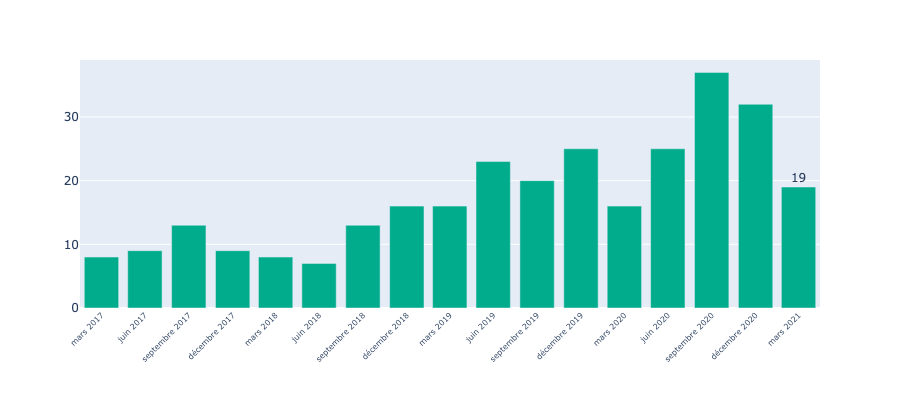 30
20
10
0
19
mars 2017
juin 2017
septembre 2017
décembre 2017
mars 2018
juin 2018
septembre 2018
décembre 2018
mars 2019
juin 2019
septembre 2019
décembre 2019
mars 2020
juin 2020
septembre 2020
décembre 2020
mars 2021